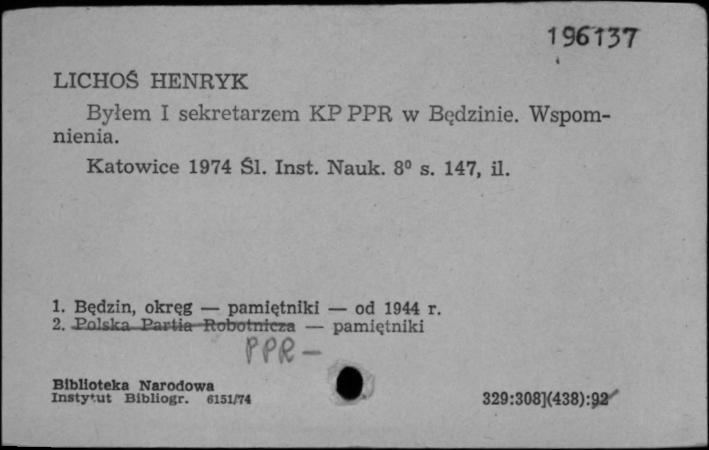 196137
LICHOŚ HENRYK
Byłem I sekretarzem KP PPR w Będzinie. Wspom-
nienia.
Katowice 1974 Śl. Inst. Nauk. 8⁰ s. 147, il.
1. Będzin, okręg — pamiętniki — od 1944 r.
2. Polska Partia Robotnicza — pamiętniki
PPR —
Biblioteka Narodowa
Instytut Bibliogr. 6151/74
329:308](438):92